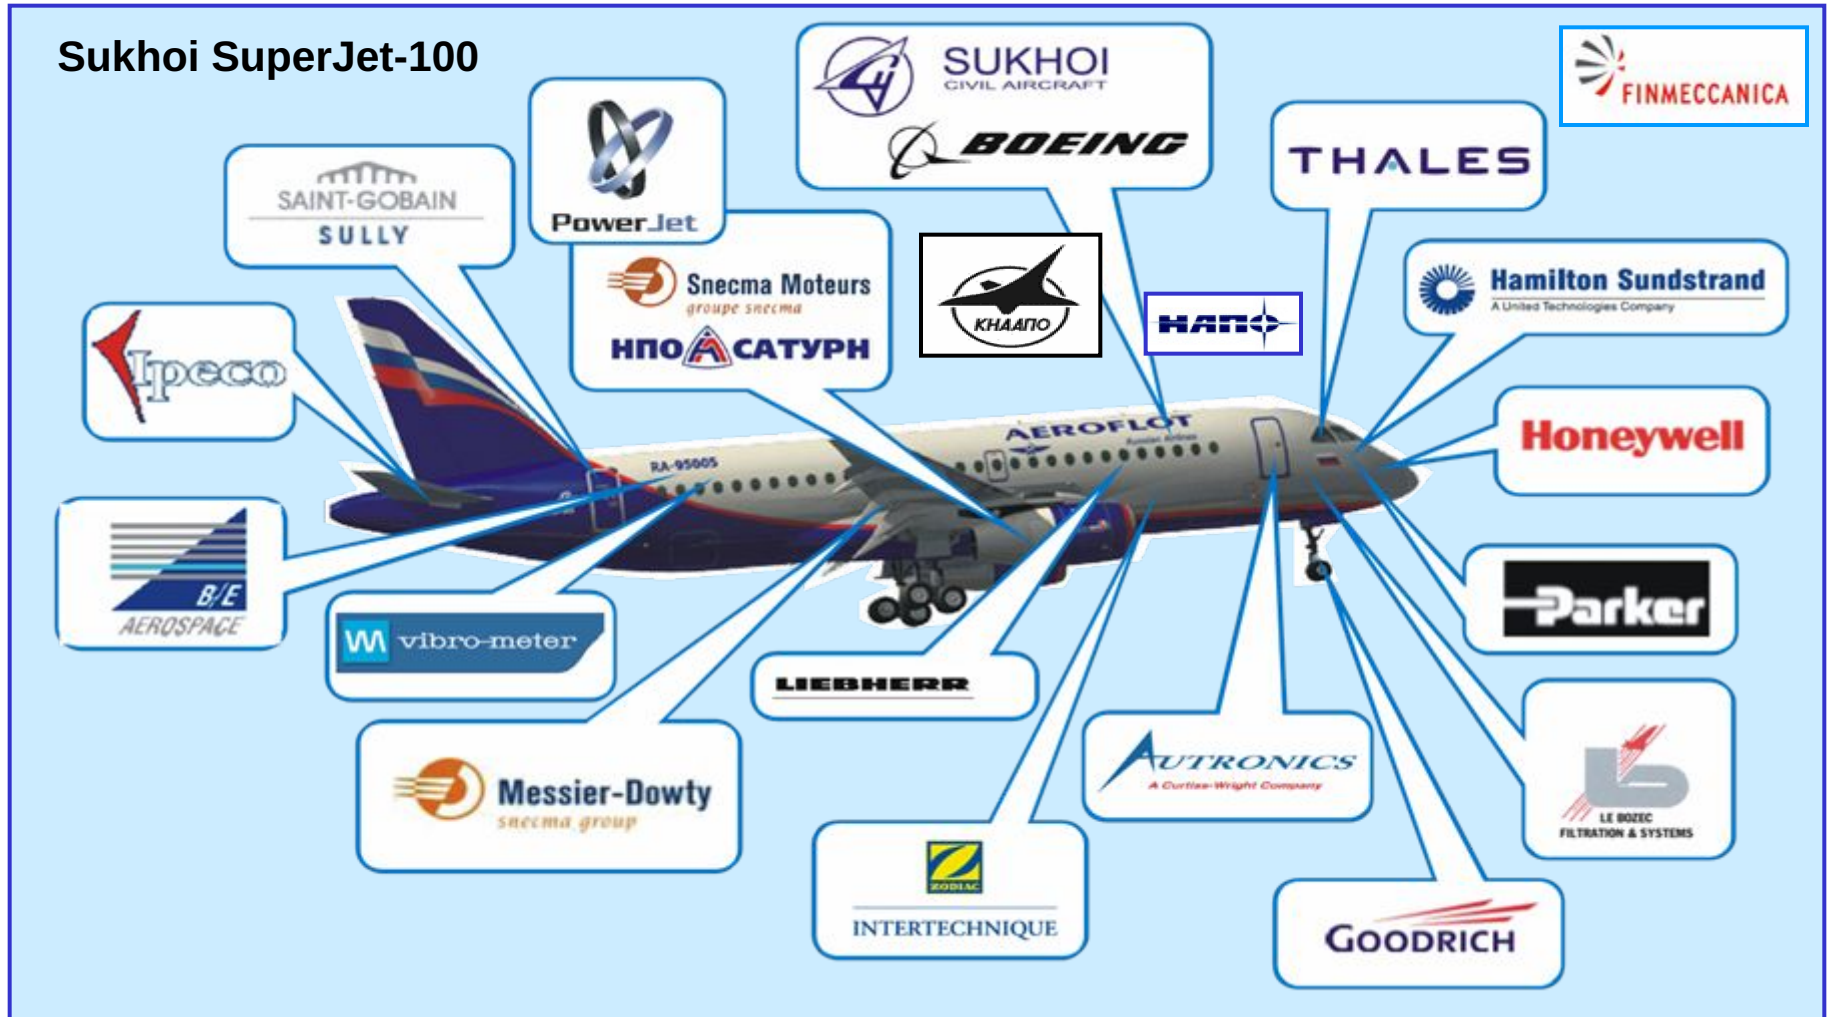 Sukhoi SuperJet-100
SUKHOI
CIVIL AIRCRAFT
BOEING
FINMECCANICA
PowerJet
THALES
SAINT-GOBAIN
SULLY
Snecma Moteurs
groupe snecma
НПО САТУРН
КНААПО
НАПО
Hamilton Sundstrand
A United Technologies Company
Ipeco
Honeywell
AEROFLOT
Russian Airlines
RA-95005
B/E
AEROSPACE
vibro-meter
Parker
LIEBHERR
Messier-Dowty
snecma group
AUTRONICS
A Curtiss-Wright Company
LE BOZEC
FILTRATION & SYSTEMS
ZODIAC
INTERTECHNIQUE
GOODRICH